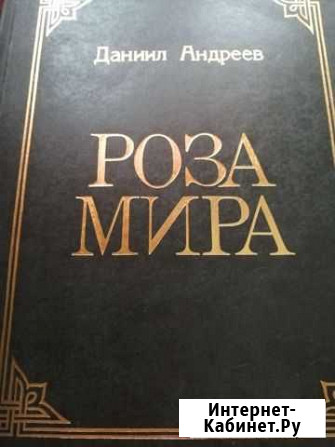 Даниил Андреев
РОЗА
МИРА
Интернет-
Кабинет.Ру